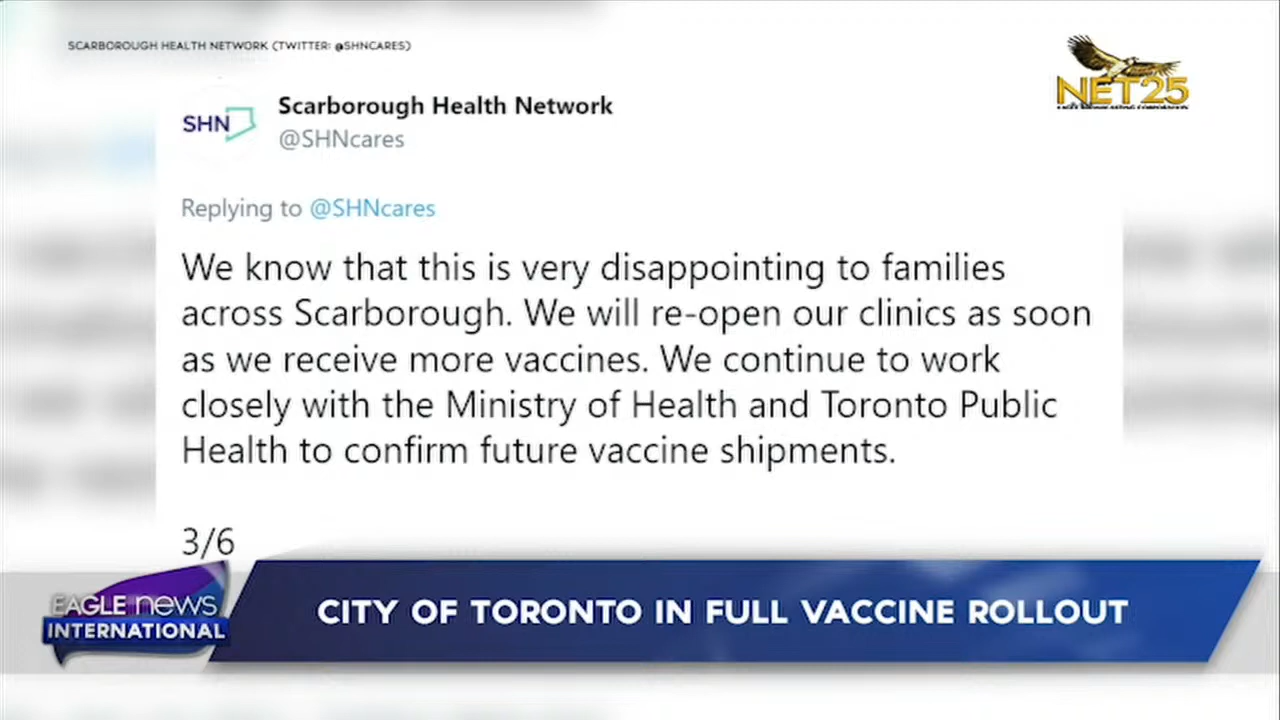 SCARBOROUGH HEALTH NETWORK (TWITTER: @SHNCARES)
NET25
EAGLE BROADCASTING CORPORATION
SHN
Scarborough Health Network
@SHNcares
Replying to @SHNcares
We know that this is very disappointing to families
across Scarborough. We will re-open our clinics as soon
as we receive more vaccines. We continue to work
closely with the Ministry of Health and Toronto Public
Health to confirm future vaccine shipments.
3/6
EAGLE news
INTERNATIONAL
CITY OF TORONTO IN FULL VACCINE ROLLOUT